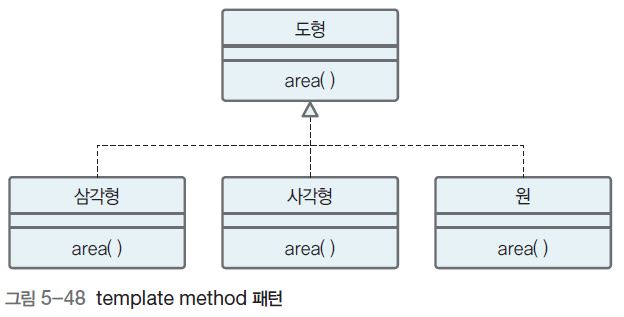 도형
area( )
삼각형
area( )
사각형
area( )
원
area( )
그림 5-48 template method 패턴